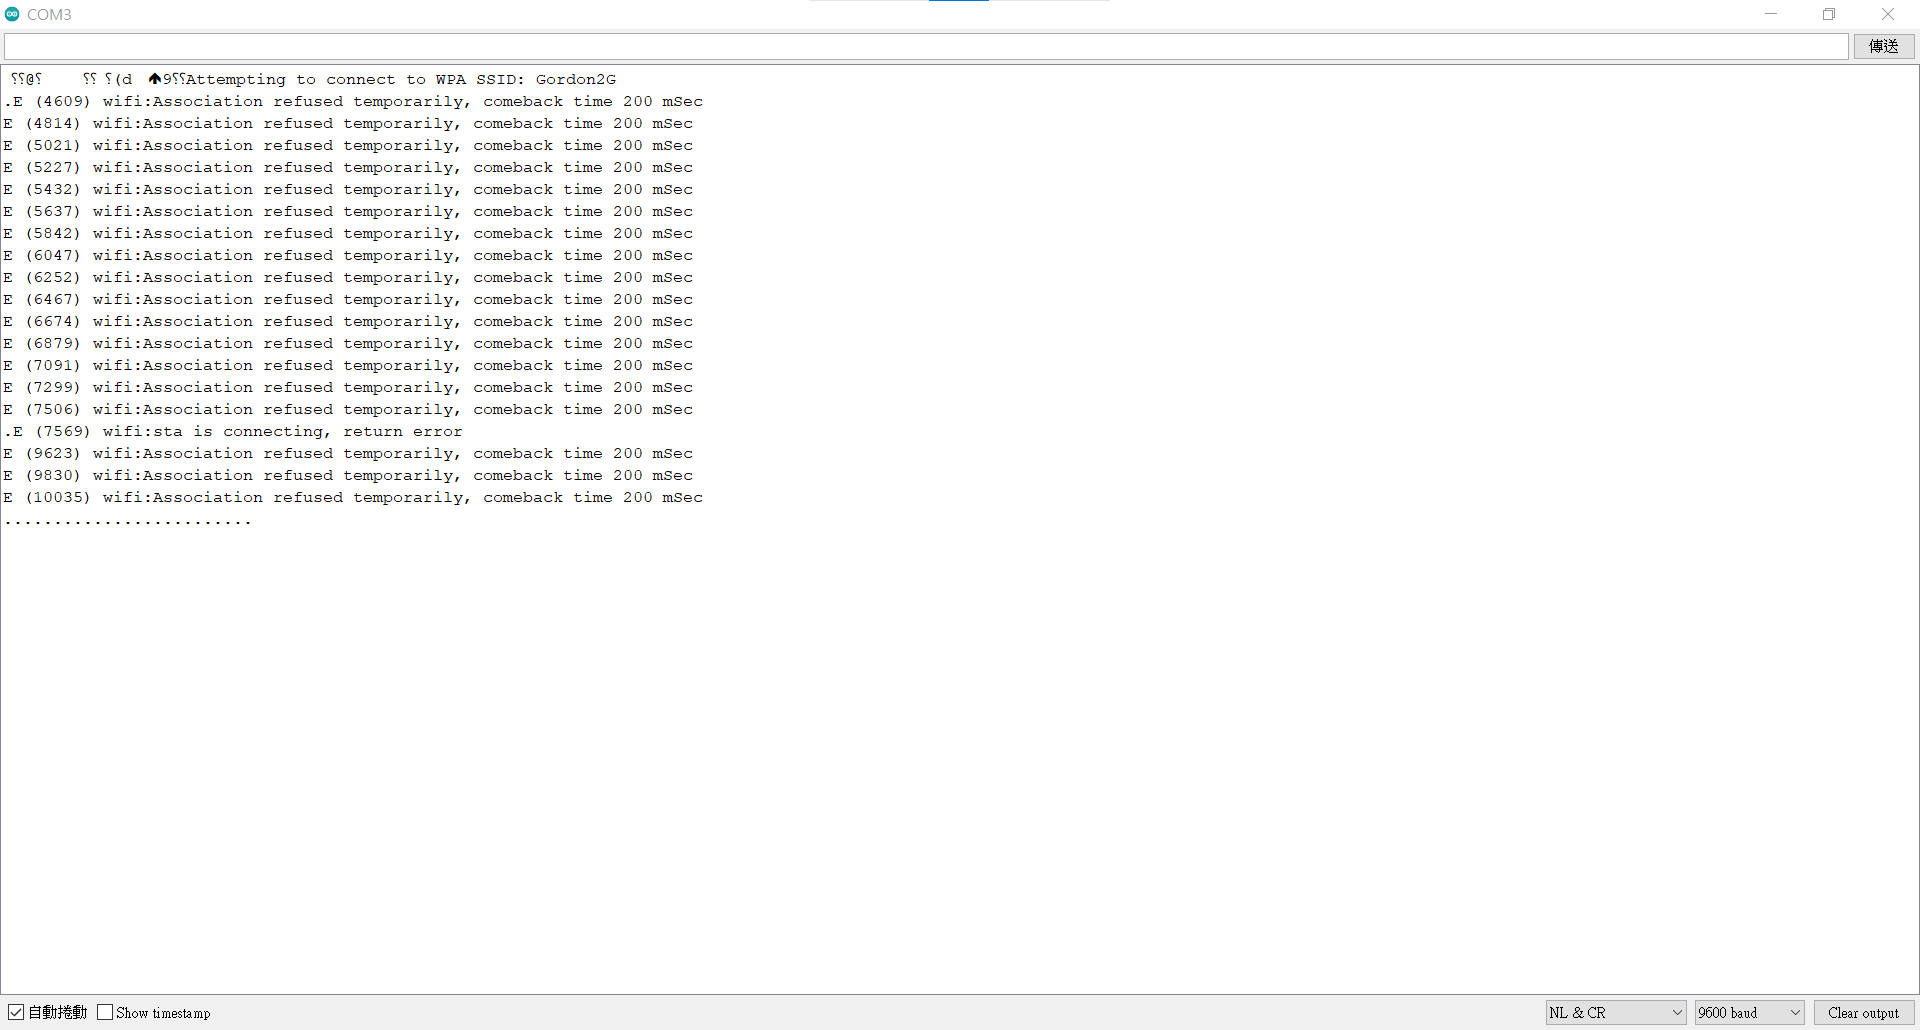 COM3
傳送
⸮⸮@⸮ ⸮⸮ ⸮(d 🡅9⸮⸮Attempting to connect to WPA SSID: Gordon2G
.E (4609) wifi:Association refused temporarily, comeback time 200 mSec
E (4814) wifi:Association refused temporarily, comeback time 200 mSec
E (5021) wifi:Association refused temporarily, comeback time 200 mSec
E (5227) wifi:Association refused temporarily, comeback time 200 mSec
E (5432) wifi:Association refused temporarily, comeback time 200 mSec
E (5637) wifi:Association refused temporarily, comeback time 200 mSec
E (5842) wifi:Association refused temporarily, comeback time 200 mSec
E (6047) wifi:Association refused temporarily, comeback time 200 mSec
E (6252) wifi:Association refused temporarily, comeback time 200 mSec
E (6467) wifi:Association refused temporarily, comeback time 200 mSec
E (6674) wifi:Association refused temporarily, comeback time 200 mSec
E (6879) wifi:Association refused temporarily, comeback time 200 mSec
E (7091) wifi:Association refused temporarily, comeback time 200 mSec
E (7299) wifi:Association refused temporarily, comeback time 200 mSec
E (7506) wifi:Association refused temporarily, comeback time 200 mSec
.E (7569) wifi:sta is connecting, return error
E (9623) wifi:Association refused temporarily, comeback time 200 mSec
E (9830) wifi:Association refused temporarily, comeback time 200 mSec
E (10035) wifi:Association refused temporarily, comeback time 200 mSec
.........................
自動捲動 Show timestamp NL & CR 9600 baud Clear output